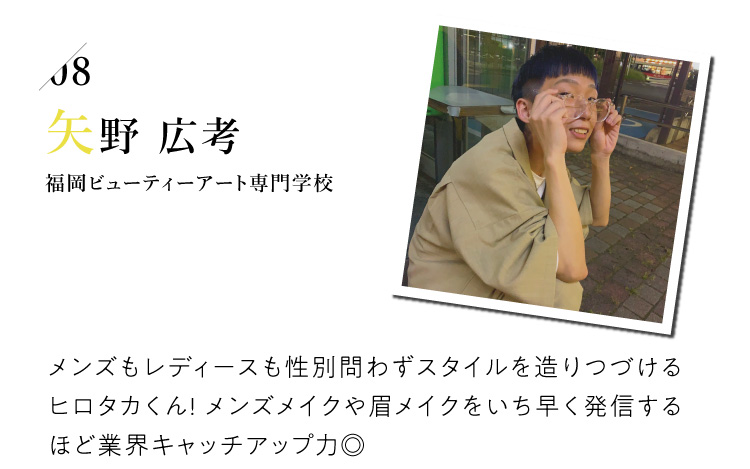 08
矢野 広考
福岡ビューティーアート専門学校
メンズもレディースも性別問わずスタイルを造りつづける
ヒロタカくん! メンズメイクや眉メイクをいち早く発信する
ほど業界キャッチアップ力◎